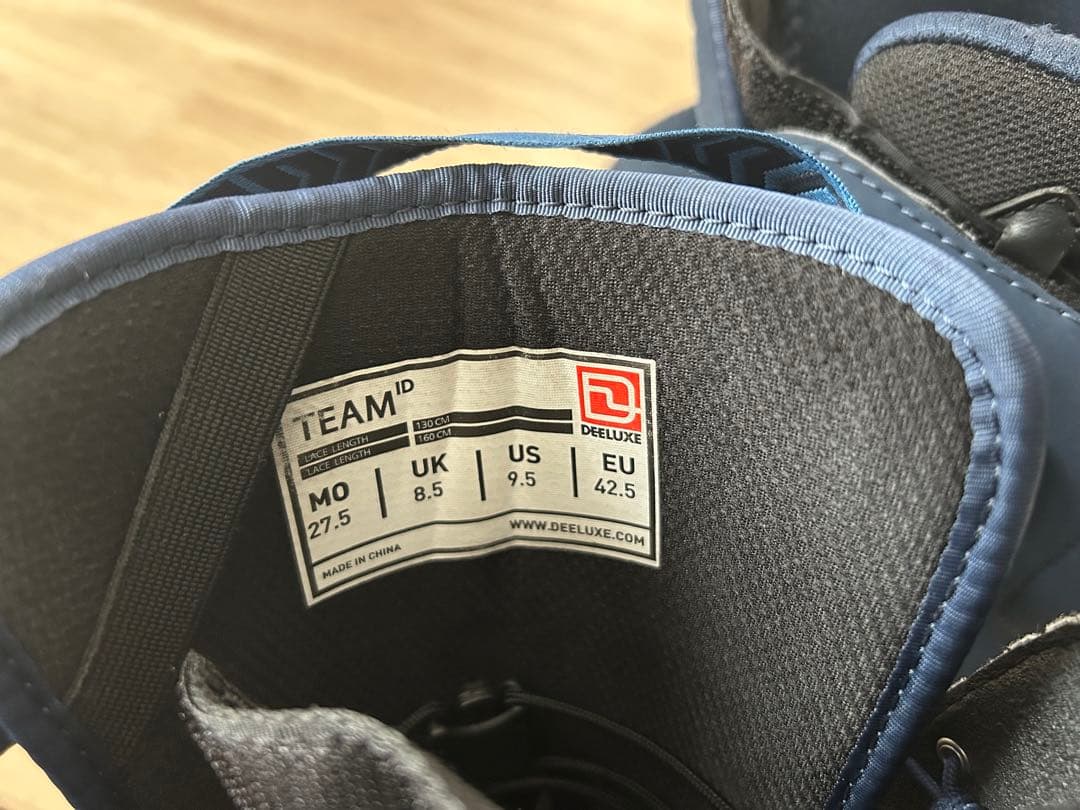 TEAM ID
LACE LENGTH 130 CM
LACE LENGTH 160 CM
DEELUXE
MO | UK | US | EU
27.5 8.5 9.5 42.5
WWW.DEELUXE.COM
MADE IN CHINA